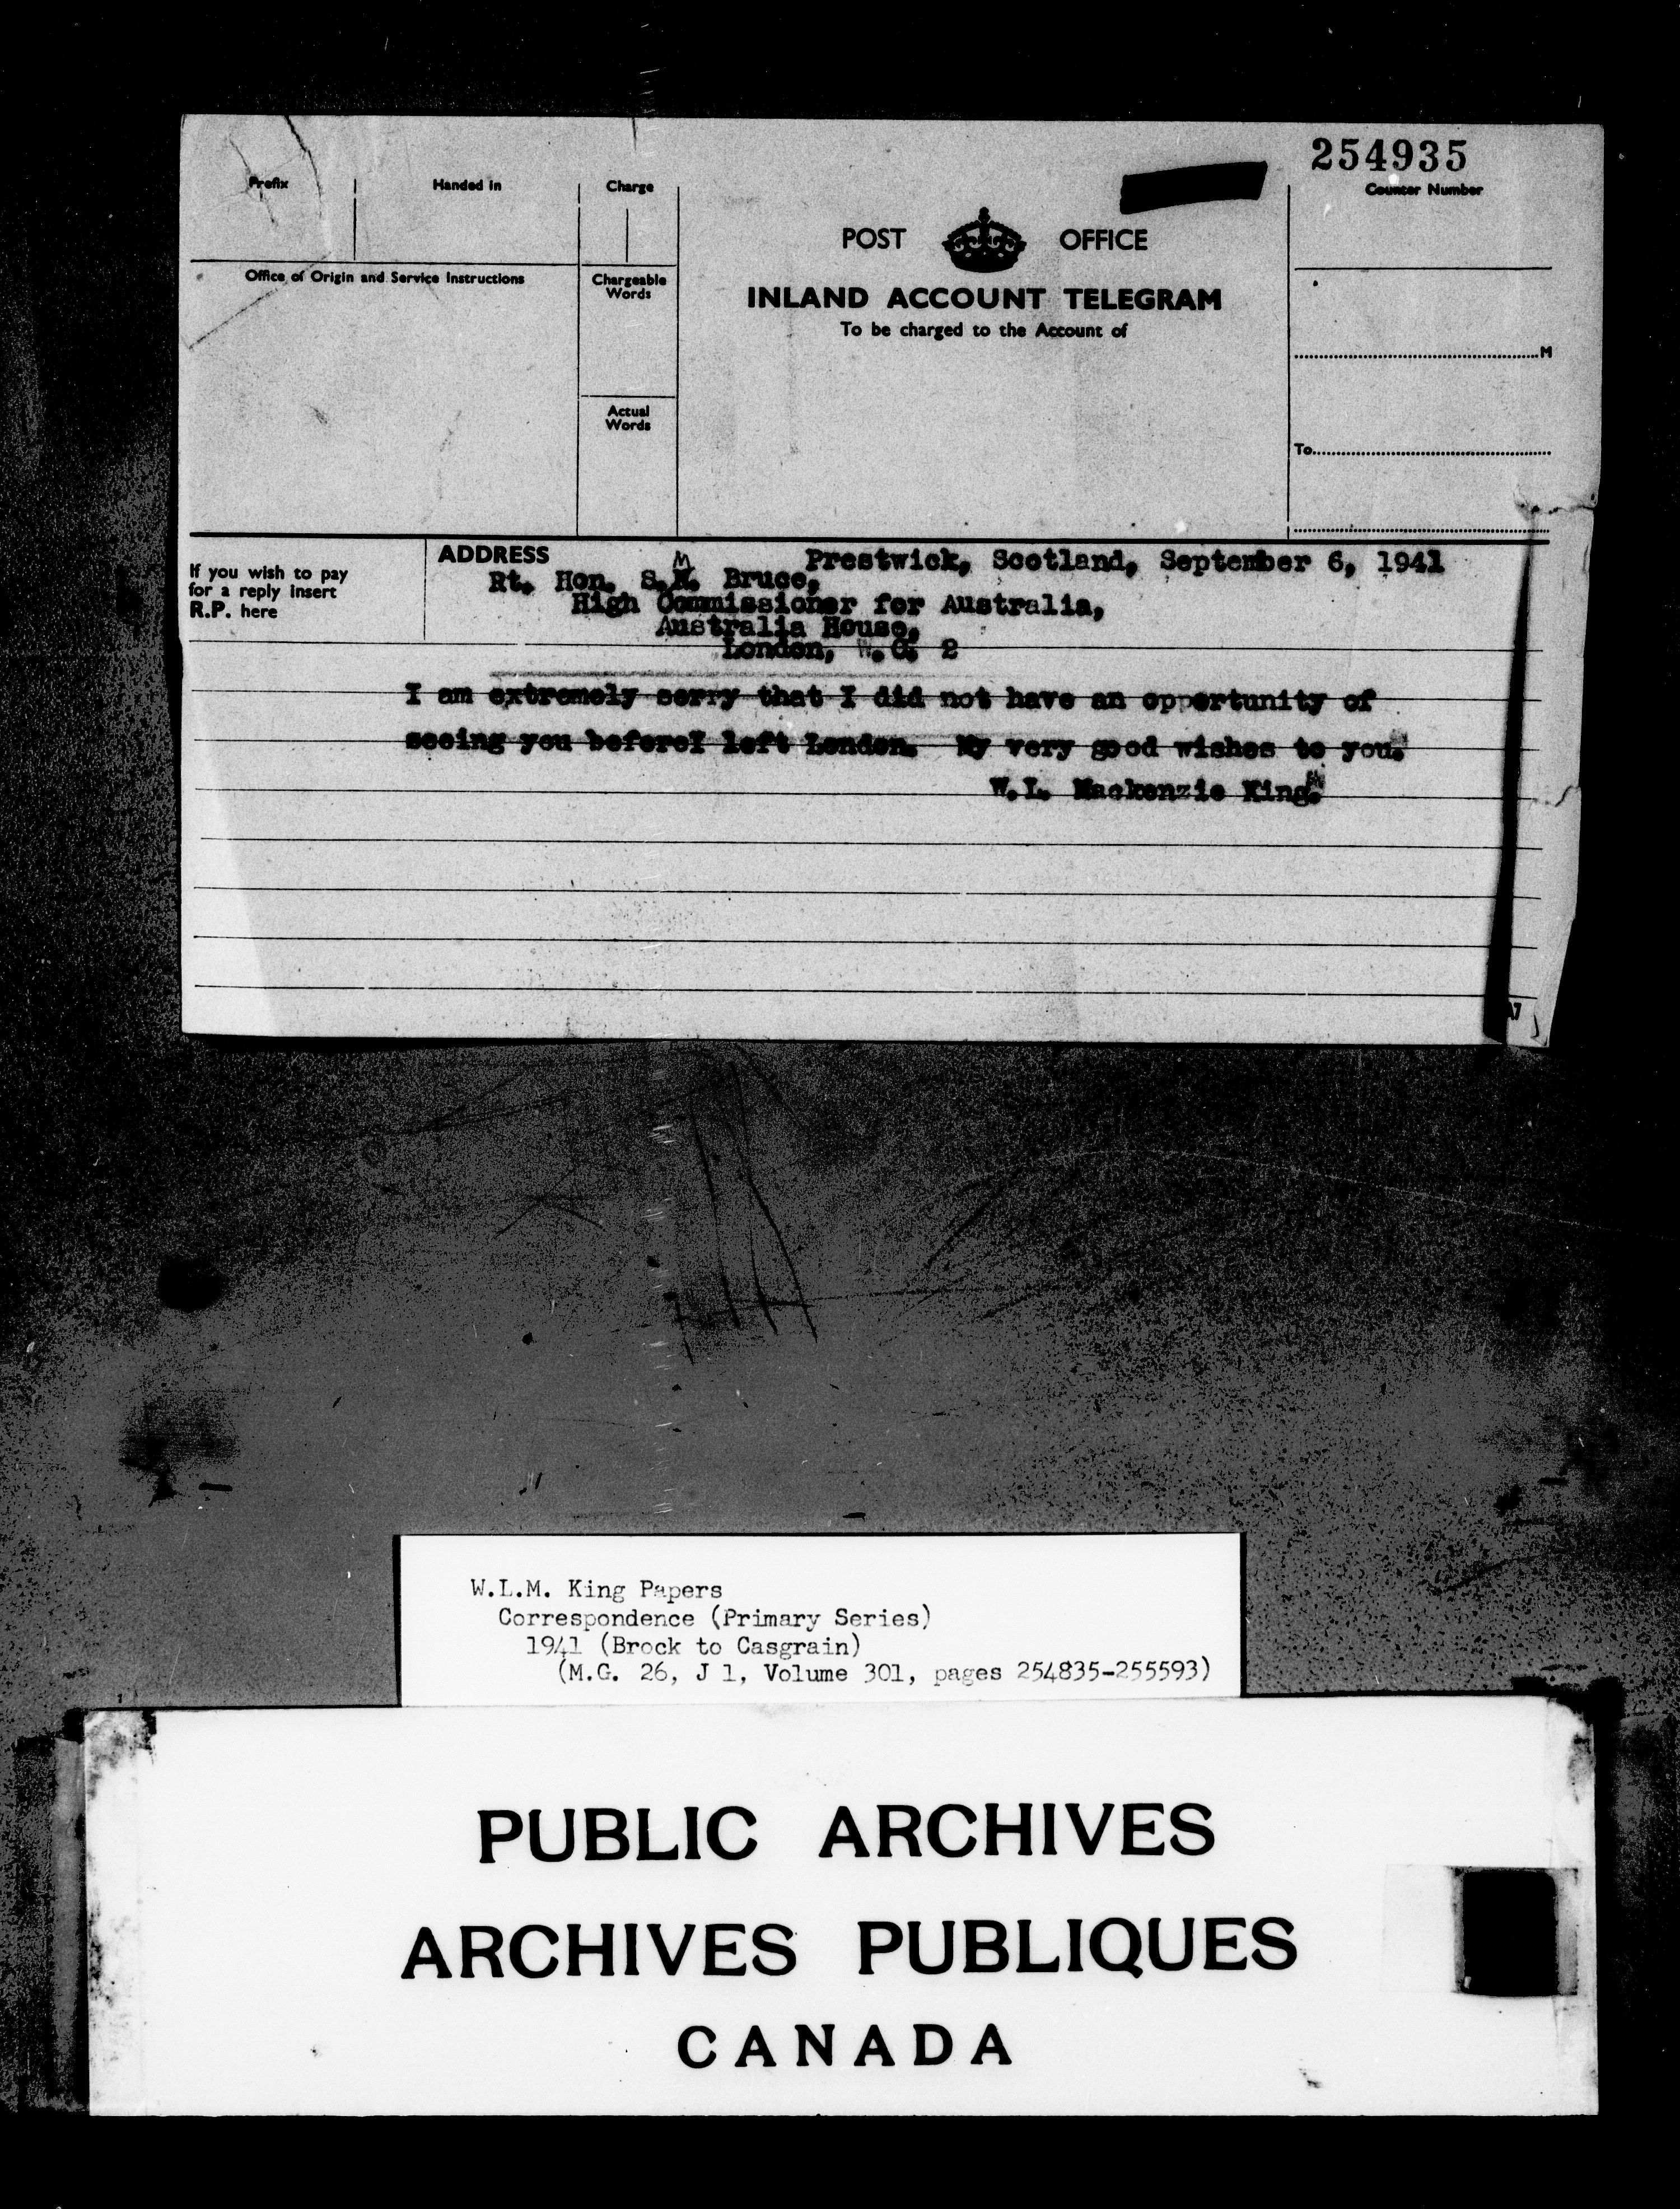 254935
Prefix
Handed in
Charge
Counter Number
POST OFFICE
Office of Origin and Service Instructions
Chargeable
Words
INLAND ACCOUNT TELEGRAM
To be charged to the Account of
M
Actual
Words
To
ADDRESS
If you wish to pay
for a reply insert
R.P. here
Prestwick, Scotland, September 6, 1941
M
Rt. Hon. S.N. Bruce,
High Commissioner for Australia,
Australia House,
London, W.C. 2
I am extremely sorry that I did not have an opportunity of
seeing you beforeI left London. My very good wishes to you.
W.L. Mackenzie King.
W.L.M. King Papers
Correspondence (Primary Series)
1941 (Brock to Casgrain)
(M.G. 26, J 1, Volume 301, pages 254835-255593)
PUBLIC ARCHIVES
ARCHIVES PUBLIQUES
CANADA